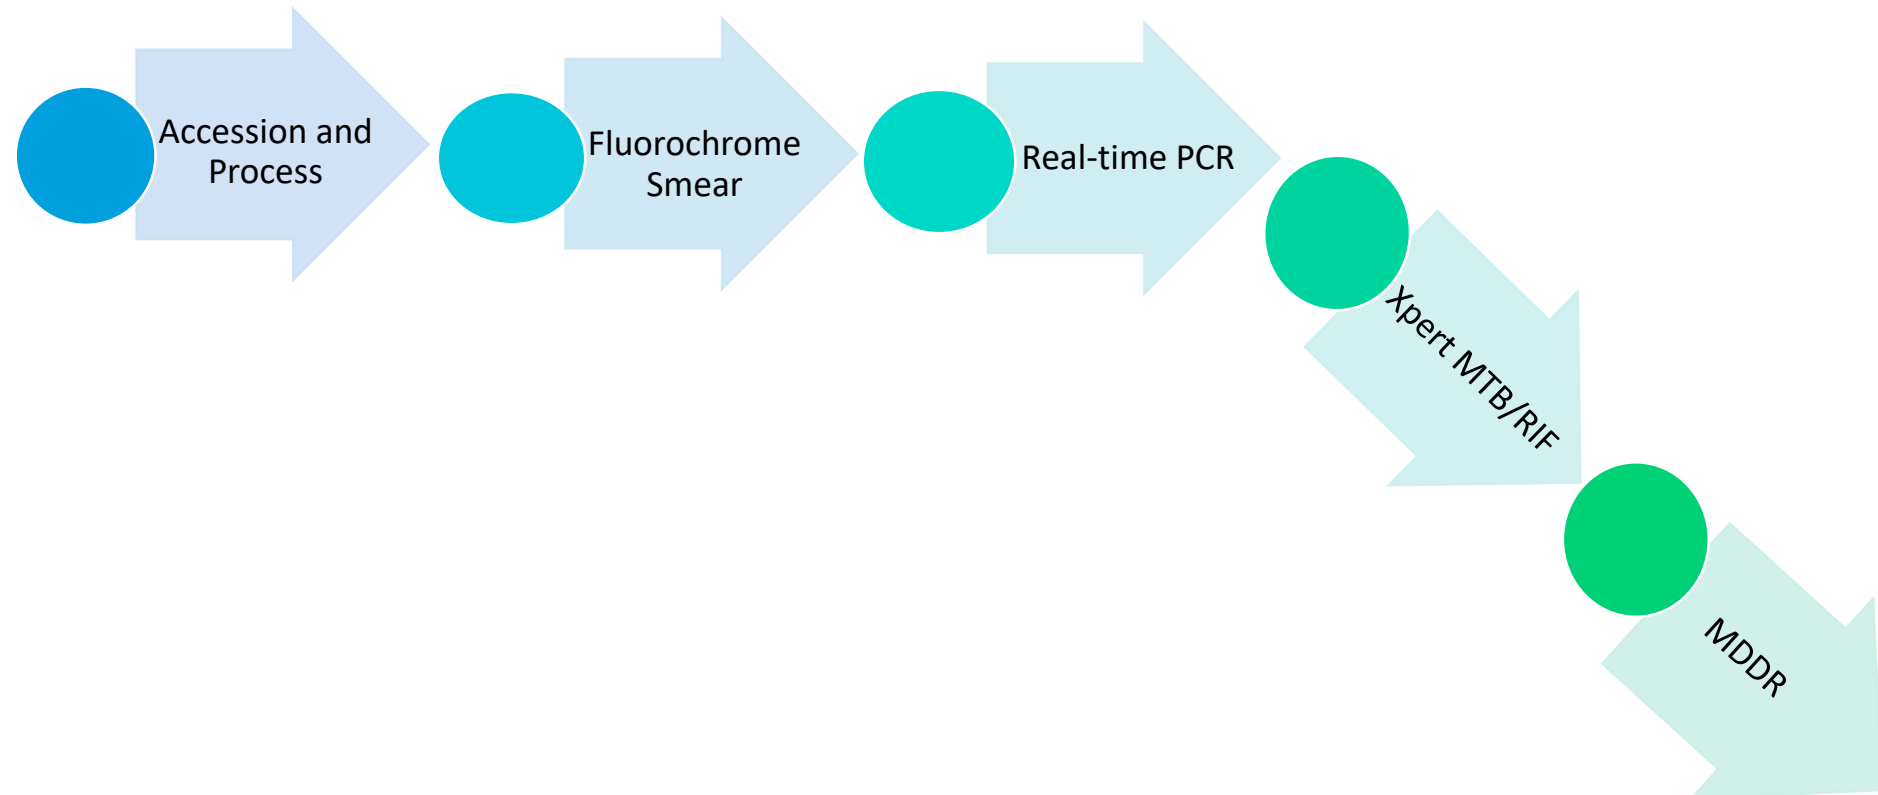 Accession and
Process
Fluorochrome
Smear
Real-time PCR
Xpert MTB/RIF
MDDR